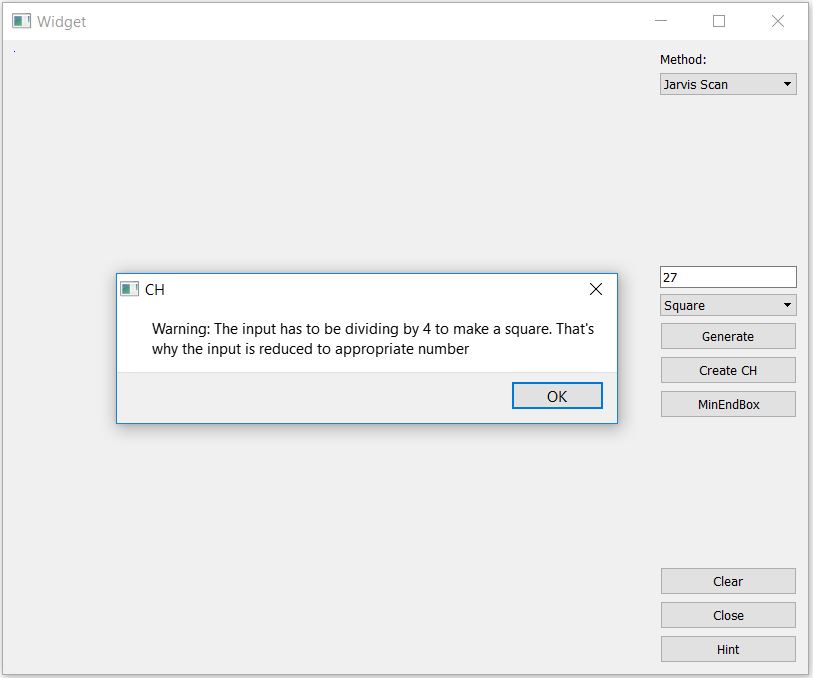 Widget
Method:
Jarvis Scan
27
Square
Generate
Create CH
MinEndBox
CH
Warning: The input has to be dividing by 4 to make a square. That's
why the input is reduced to appropriate number
OK
Clear
Close
Hint